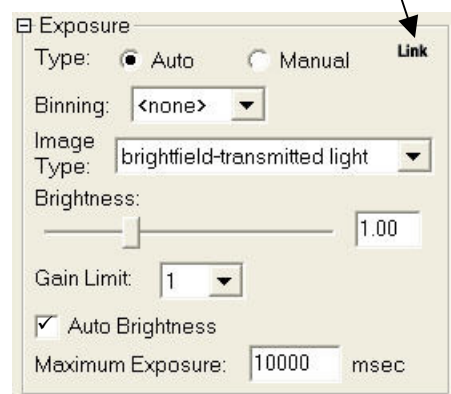 Exposure
Type: Auto Manual Link
Binning: <none>
Image
Type: brightfield-transmitted light
Brightness:
1.00
Gain Limit: 1
Auto Brightness
Maximum Exposure: 10000 msec